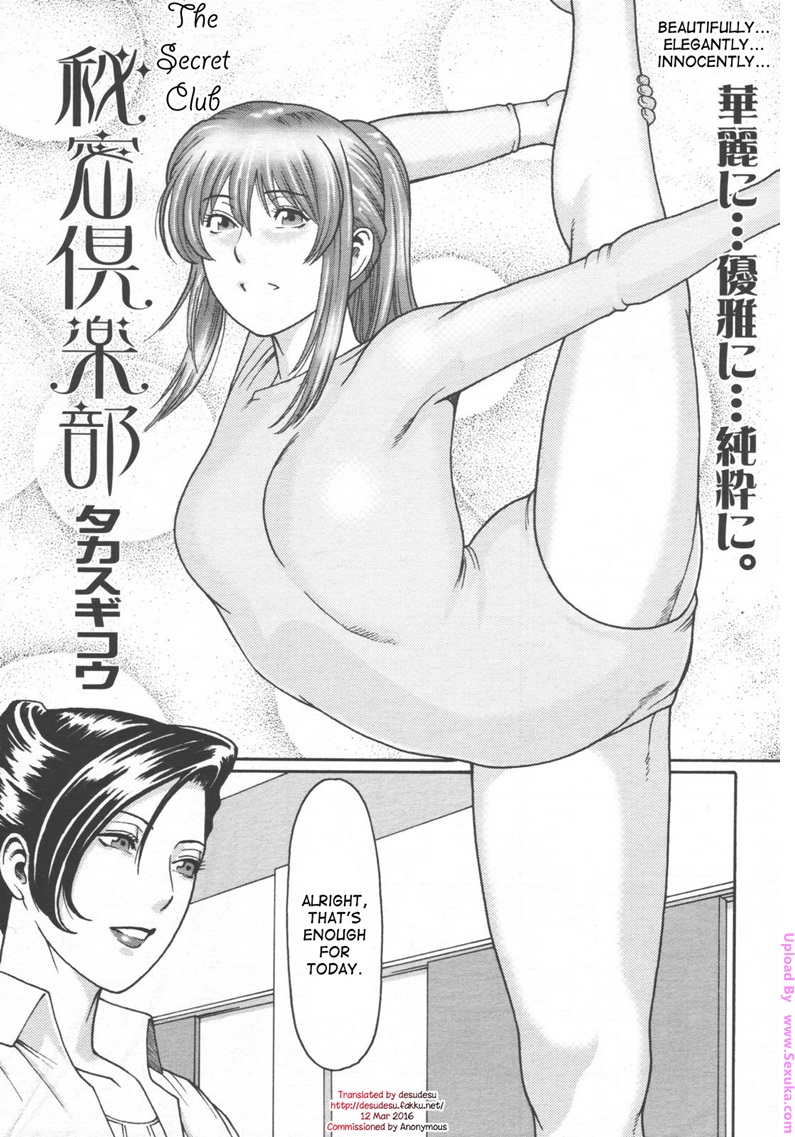 The
Secret
Club
秘密倶楽部
タカスギコウ
BEAUTIFULLY...
ELEGANTLY...
INNOCENTLY...
華麗に…優雅に…純粋に。
ALRIGHT,
THAT'S
ENOUGH
FOR
TODAY.
Translated by desudesu
http://desudesu.fakku.net/
12 Mar 2016
Commissioned by Anonymous
Upload By www.Sexuka.com